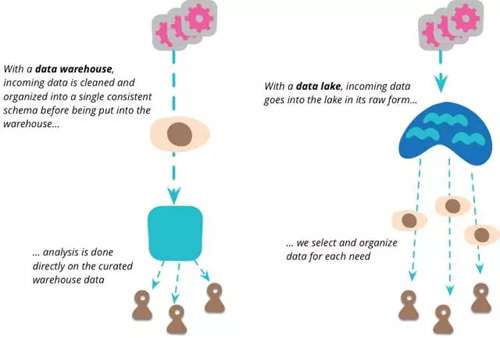 With a data warehouse,
incoming data is cleaned and
organized into a single consistent
schema before being put into the
warehouse...
... analysis is done
directly on the curated
warehouse data
With a data lake, incoming data
goes into the lake in its raw form...
... we select and organize
data for each need